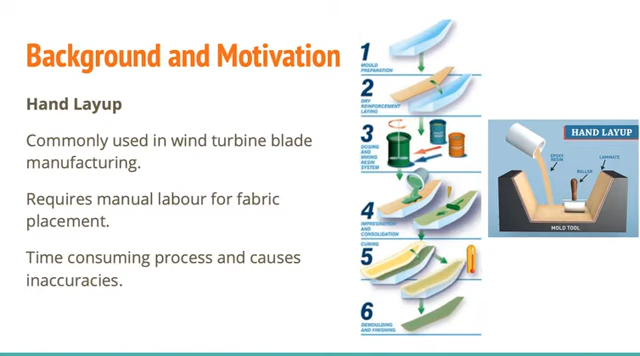 Background and Motivation
Hand Layup
Commonly used in wind turbine blade
manufacturing.
Requires manual labour for fabric
placement.
Time consuming process and causes
inaccuracies.
1
MOULD
PREPARATION
2
DRY
REINFORCEMENT
LAYING
3
DOSING AND
MIXING RESIN
SYSTEM
4
IMPREGNATION
AND
CONSOLIDATION
CURING
5
6
DEMOULDING
AND FINISHING
HAND LAYUP
EPOXY
RESIN
LAMINATE
ROLLER
MOLD TOOL